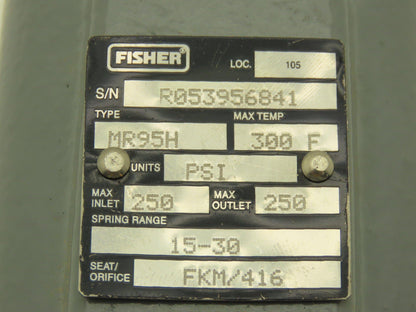 FISHER LOC. 105
S/N R053956841
TYPE MAX TEMP
MR95H 300 F
UNITS PSI
MAX INLET 250 MAX OUTLET 250
SPRING RANGE
15-30
SEAT/ORIFICE FKM/416